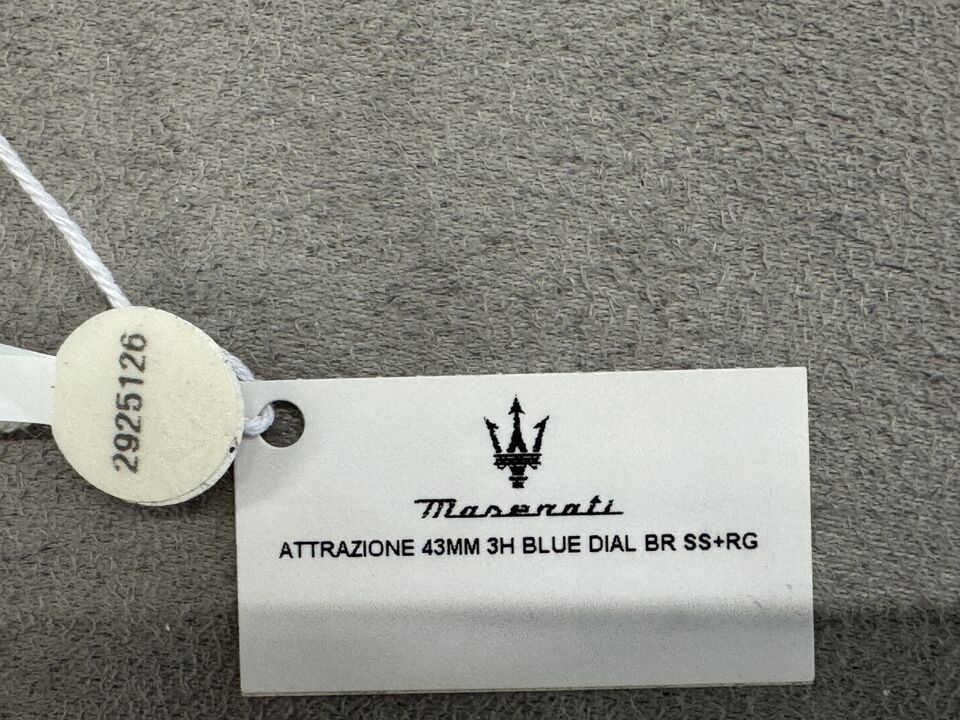 2925126
Maserati
ATTRAZIONE 43MM 3H BLUE DIAL BR SS+RG